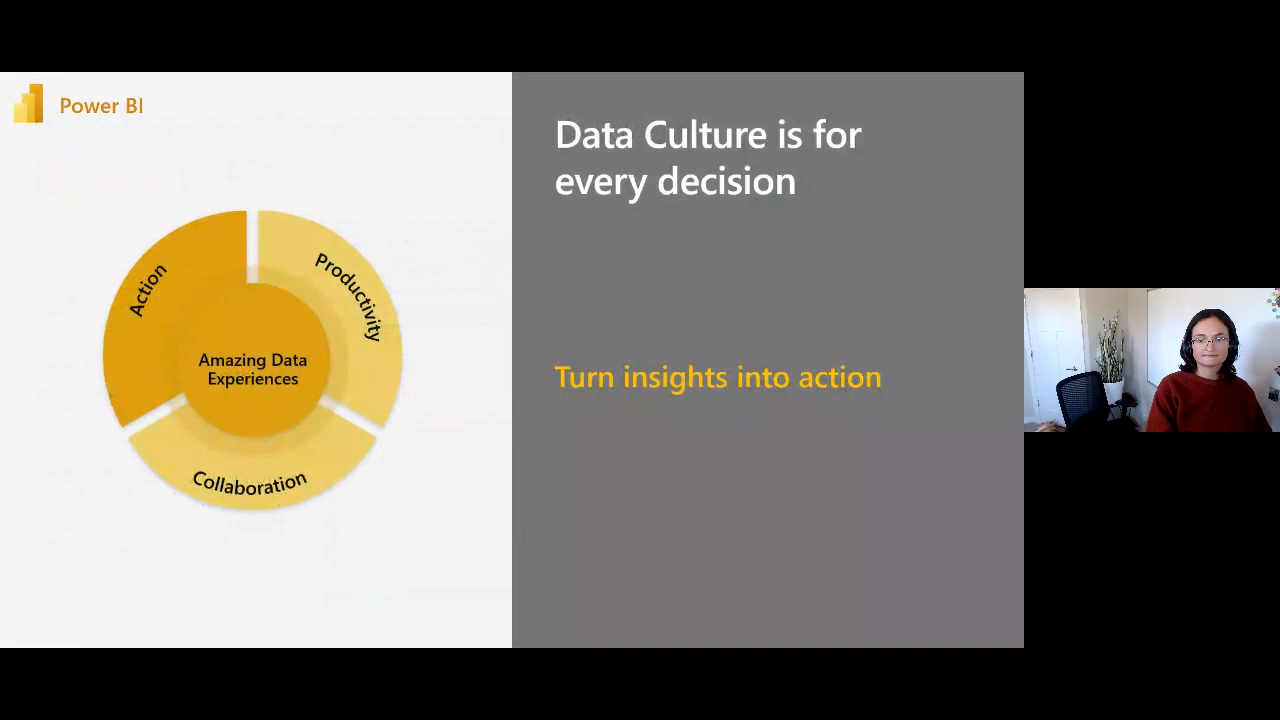 Power BI
Data Culture is for
every decision
Action
Productivity
Amazing Data
Experiences
Turn insights into action
Collaboration